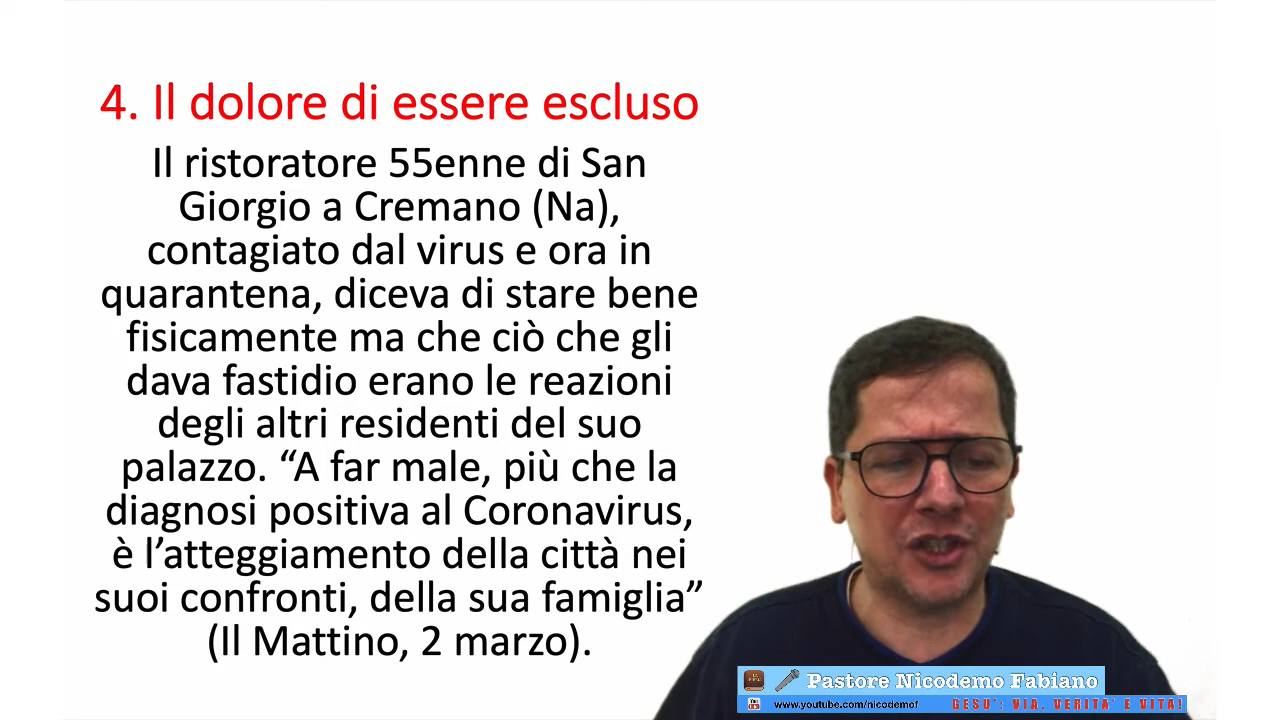 4. Il dolore di essere escluso
Il ristoratore 55enne di San
Giorgio a Cremano (Na),
contagiato dal virus e ora in
quarantena, diceva di stare bene
fisicamente ma che ciò che gli
dava fastidio erano le reazioni
degli altri residenti del suo
palazzo. “A far male, più che la
diagnosi positiva al Coronavirus,
è l’atteggiamento della città nei
suoi confronti, della sua famiglia”
(Il Mattino, 2 marzo).
Pastore Nicodemo Fabiano
www.youtube.com/nicodemof
GESU': VIA, VERITA' E VITA!